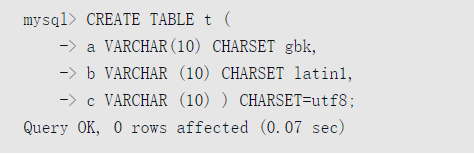 mysql> CREATE TABLE t (
-> a VARCHAR(10) CHARSET gbk,
-> b VARCHAR (10) CHARSET latin1,
-> c VARCHAR (10) ) CHARSET=utf8;
Query OK, 0 rows affected (0.07 sec)